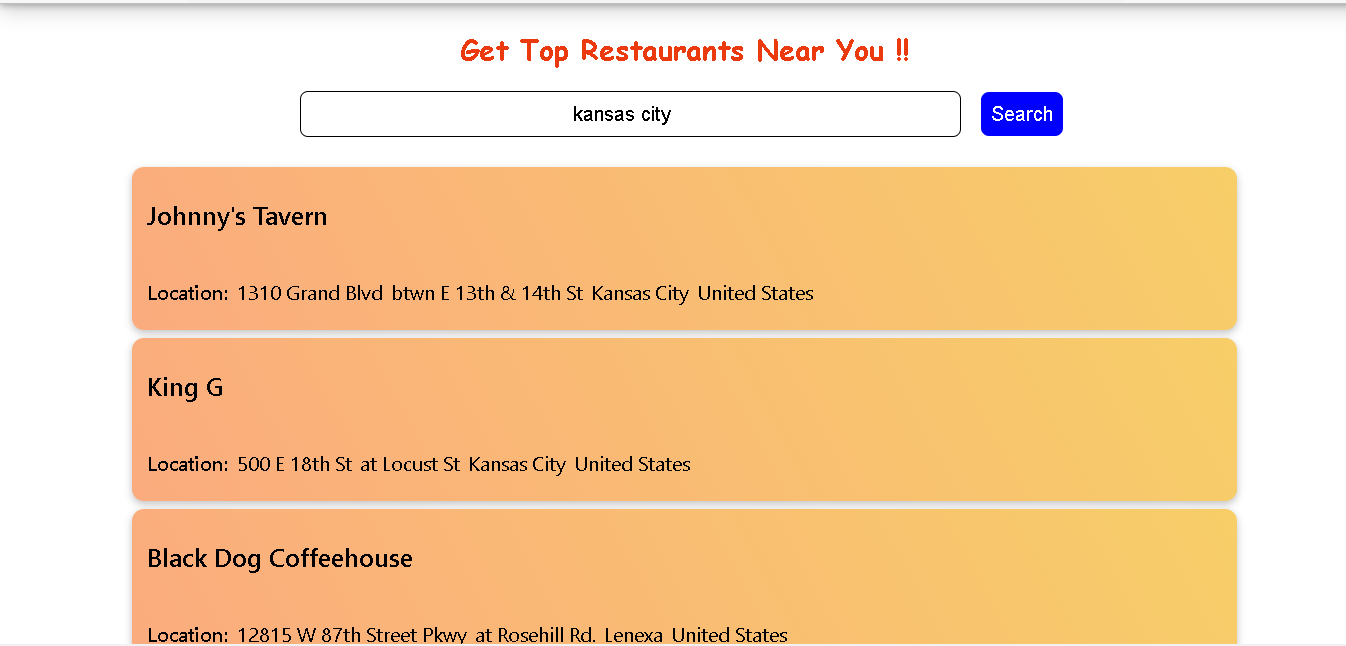 Get Top Restaurants Near You !!
kansas city
Search
Johnny's Tavern
Location: 1310 Grand Blvd btwn E 13th & 14th St Kansas City United States
King G
Location: 500 E 18th St at Locust St Kansas City United States
Black Dog Coffeehouse
Location: 12815 W 87th Street Pkwy at Rosehill Rd. Lenexa United States